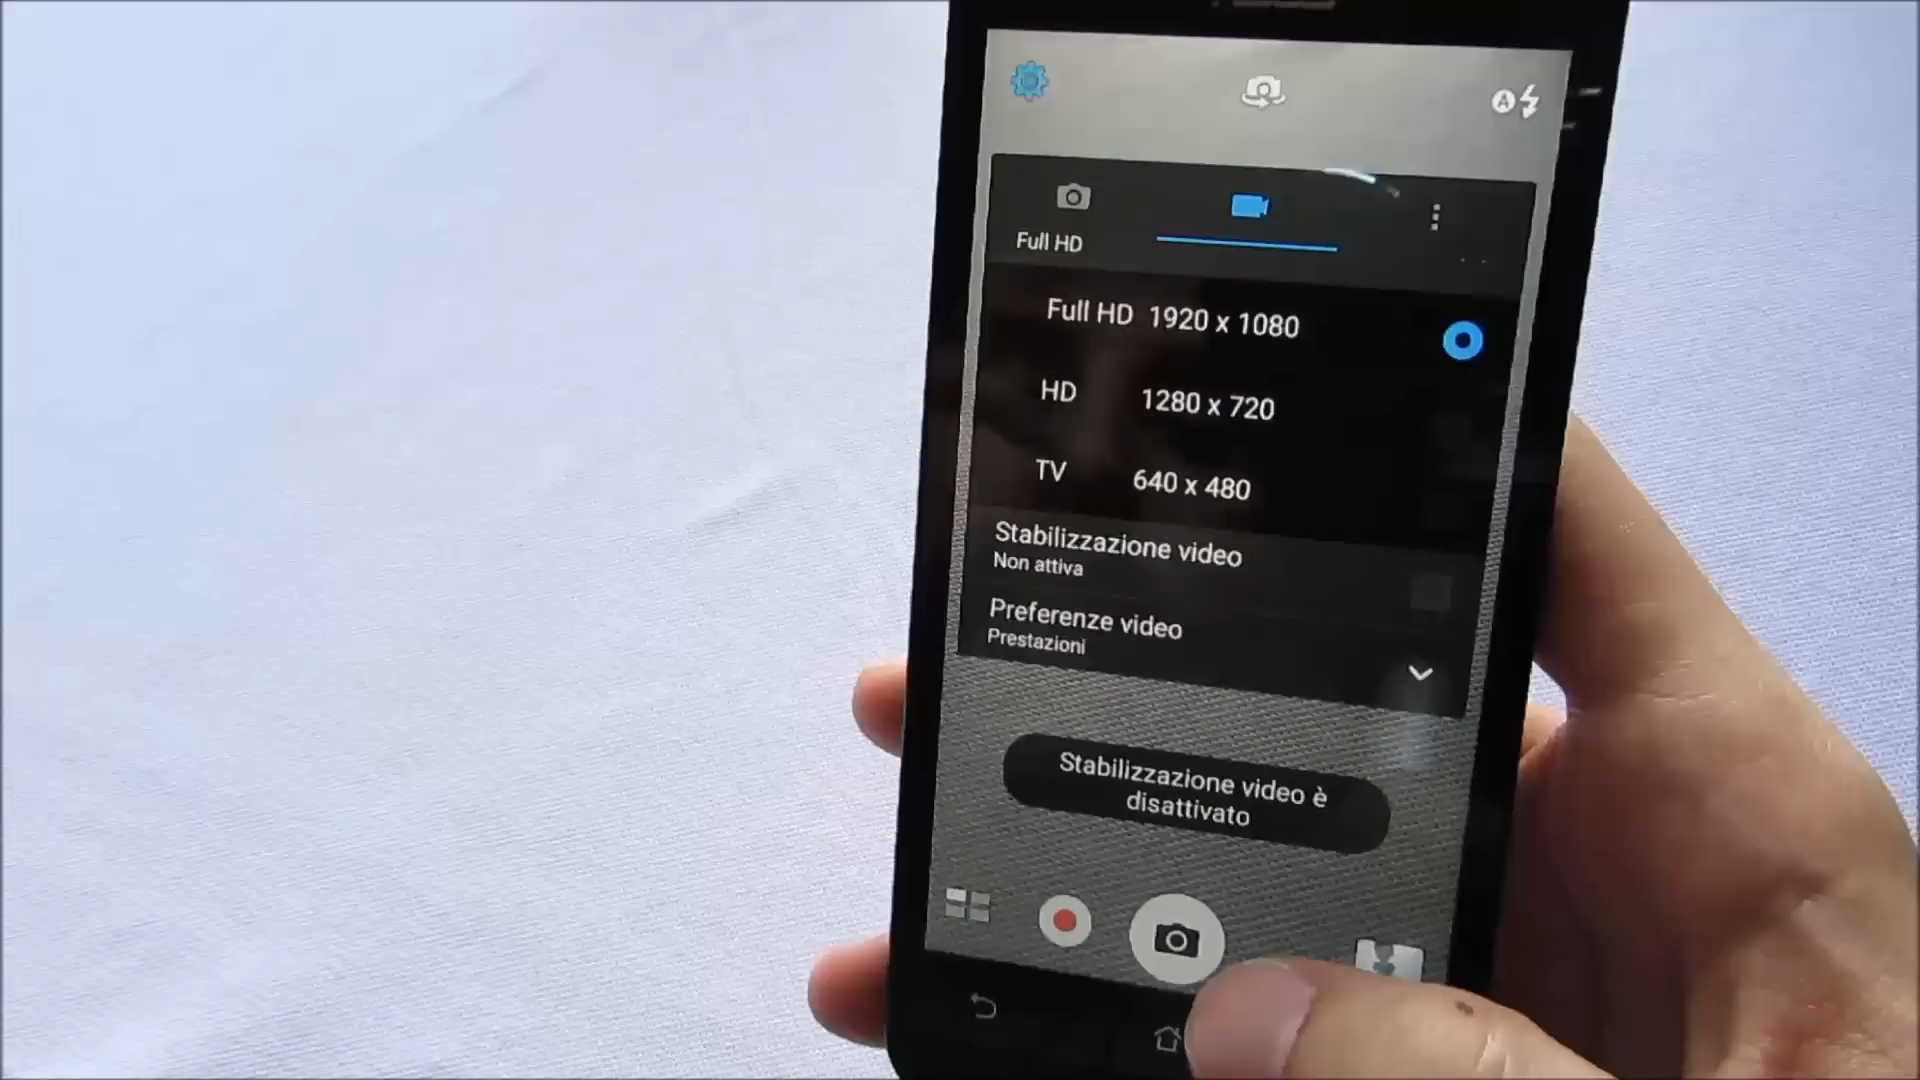 A
Full HD
Full HD 1920 x 1080
HD 1280 x 720
TV 640 x 480
Stabilizzazione video
Non attiva
Preferenze video
Prestazioni
Stabilizzazione video è
disattivato